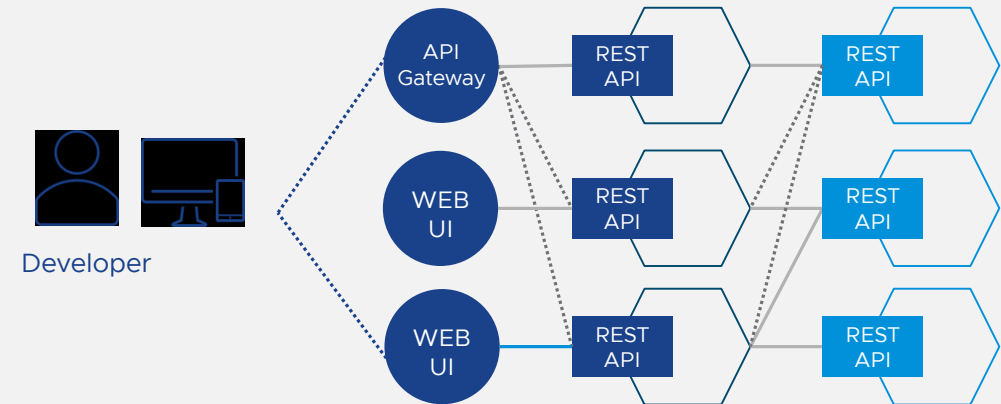 API
Gateway
REST
API
REST
API
Developer
WEB
UI
REST
API
REST
API
WEB
UI
REST
API
REST
API